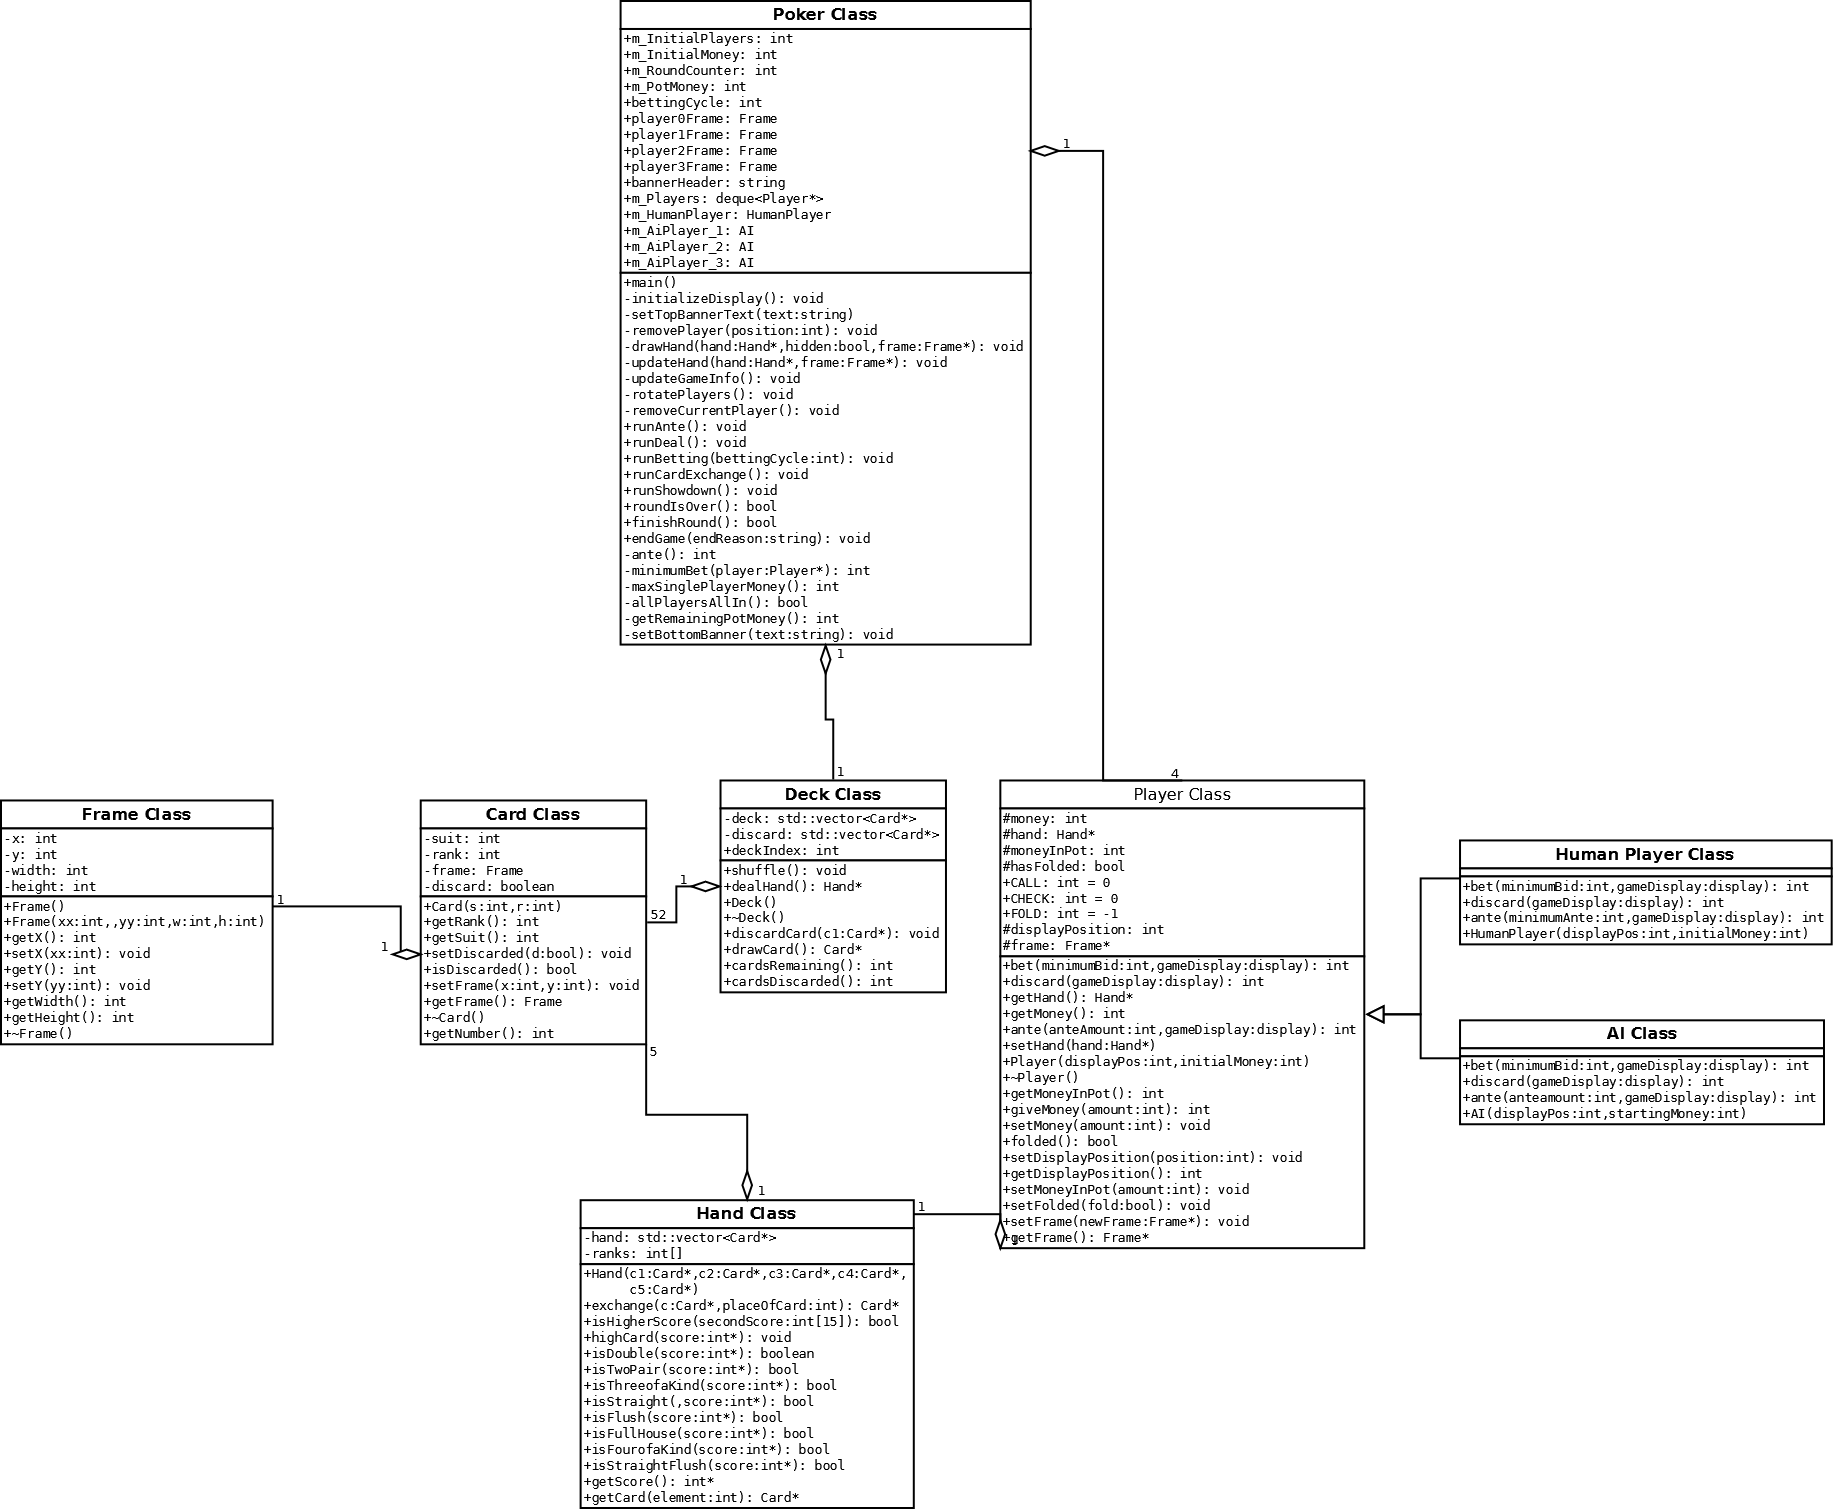 Poker Class
+m_InitialPlayers: int
+m_InitialMoney: int
+m_RoundCounter: int
+m_PotMoney: int
+bettingCycle: int
+player0Frame: Frame
+player1Frame: Frame
+player2Frame: Frame
+player3Frame: Frame
+bannerHeader: string
+m_Players: deque<Player*>
+m_HumanPlayer: HumanPlayer
+m_AiPlayer_1: AI
+m_AiPlayer_2: AI
+m_AiPlayer_3: AI
+main()
-initializeDisplay(): void
-setTopBannerText(text:string)
-removePlayer(position:int): void
-drawHand(hand:Hand*,hidden:bool,frame:Frame*): void
-updateHand(hand:Hand*,frame:Frame*): void
-updateGameInfo(): void
-rotatePlayers(): void
-removeCurrentPlayer(): void
+runAnte(): void
+runDeal(): void
+runBetting(bettingCycle:int): void
+runCardExchange(): void
+runShowdown(): void
+roundIsOver(): bool
+finishRound(): bool
+endGame(endReason:string): void
-ante(): int
-minimumBet(player:Player*): int
-maxSinglePlayerMoney(): int
-allPlayersAllIn(): bool
-getRemainingPotMoney(): int
-setBottomBanner(text:string): void
1
1
1
4
Frame Class
-x: int
-y: int
-width: int
-height: int
+Frame()
+Frame(xx:int,,yy:int,w:int,h:int)
+getX(): int
+setX(xx:int): void
+getY(): int
+setY(yy:int): void
+getWidth(): int
+getHeight(): int
+~Frame()
1
1
Card Class
-suit: int
-rank: int
-frame: Frame
-discard: boolean
+Card(s:int,r:int)
+getRank(): int
+getSuit(): int
+setDiscarded(d:bool): void
+isDiscarded(): bool
+setFrame(x:int,y:int): void
+getFrame(): Frame
+~Card()
+getNumber(): int
52
1
5
1
Deck Class
-deck: std::vector<Card*>
-discard: std::vector<Card*>
+deckIndex: int
+shuffle(): void
+dealHand(): Hand*
+Deck()
+~Deck()
+discardCard(c1:Card*): void
+drawCard(): Card*
+cardsRemaining(): int
+cardsDiscarded(): int
Player Class
#money: int
#hand: Hand*
#moneyInPot: int
#hasFolded: bool
+CALL: int = 0
+CHECK: int = 0
+FOLD: int = -1
#displayPosition: int
#frame: Frame*
+bet(minimumBid:int,gameDisplay:display): int
+discard(gameDisplay:display): int
+getHand(): Hand*
+getMoney(): int
+ante(anteAmount:int,gameDisplay:display): int
+setHand(hand:Hand*)
+Player(displayPos:int,initialMoney:int)
+~Player()
+getMoneyInPot(): int
+giveMoney(amount:int): int
+setMoney(amount:int): void
+folded(): bool
+setDisplayPosition(position:int): void
+getDisplayPosition(): int
+setMoneyInPot(amount:int): void
+setFolded(fold:bool): void
+setFrame(newFrame:Frame*): void
+getFrame(): Frame*
Human Player Class
+bet(minimumBid:int,gameDisplay:display): int
+discard(gameDisplay:display): int
+ante(minimumAnte:int,gameDisplay:display): int
+HumanPlayer(displayPos:int,initialMoney:int)
AI Class
+bet(minimumBid:int,gameDisplay:display): int
+discard(gameDisplay:display): int
+ante(anteamount:int,gameDisplay:display): int
+AI(displayPos:int,startingMoney:int)
Hand Class
-hand: std::vector<Card*>
-ranks: int[]
+Hand(c1:Card*,c2:Card*,c3:Card*,c4:Card*,
c5:Card*)
+exchange(c:Card*,placeOfCard:int): Card*
+isHigherScore(secondScore:int[15]): bool
+highCard(score:int*): void
+isDouble(score:int*): boolean
+isTwoPair(score:int*): bool
+isThreeofaKind(score:int*): bool
+isStraight(,score:int*): bool
+isFlush(score:int*): bool
+isFullHouse(score:int*): bool
+isFourofaKind(score:int*): bool
+isStraightFlush(score:int*): bool
+getScore(): int*
+getCard(element:int): Card*
1